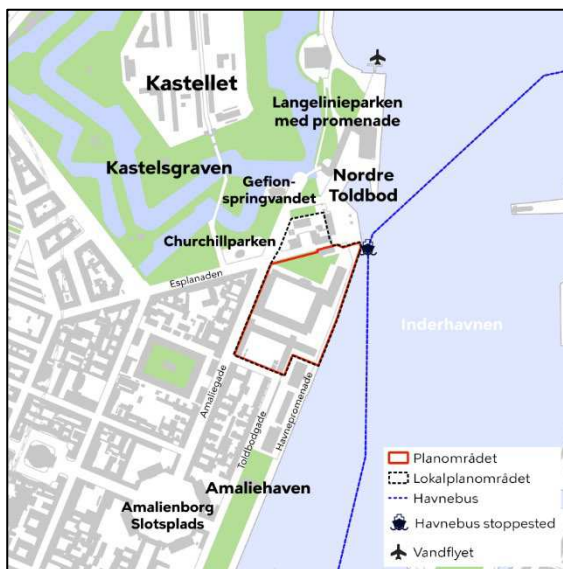 Kastellet
Langelinieparken
med promenade
Kastelsgraven
Gefion-
springvandet
Nordre
Toldbod
Churchillparken
Esplanaden
Inderhavnen
Amaliegade
Toldbodgade
Havnepromenade
Amaliehaven
Amalienborg
Slotsplads
Planområdet
Lokalplanområdet
Havnebus
Havnebus stoppested
Vandflyet